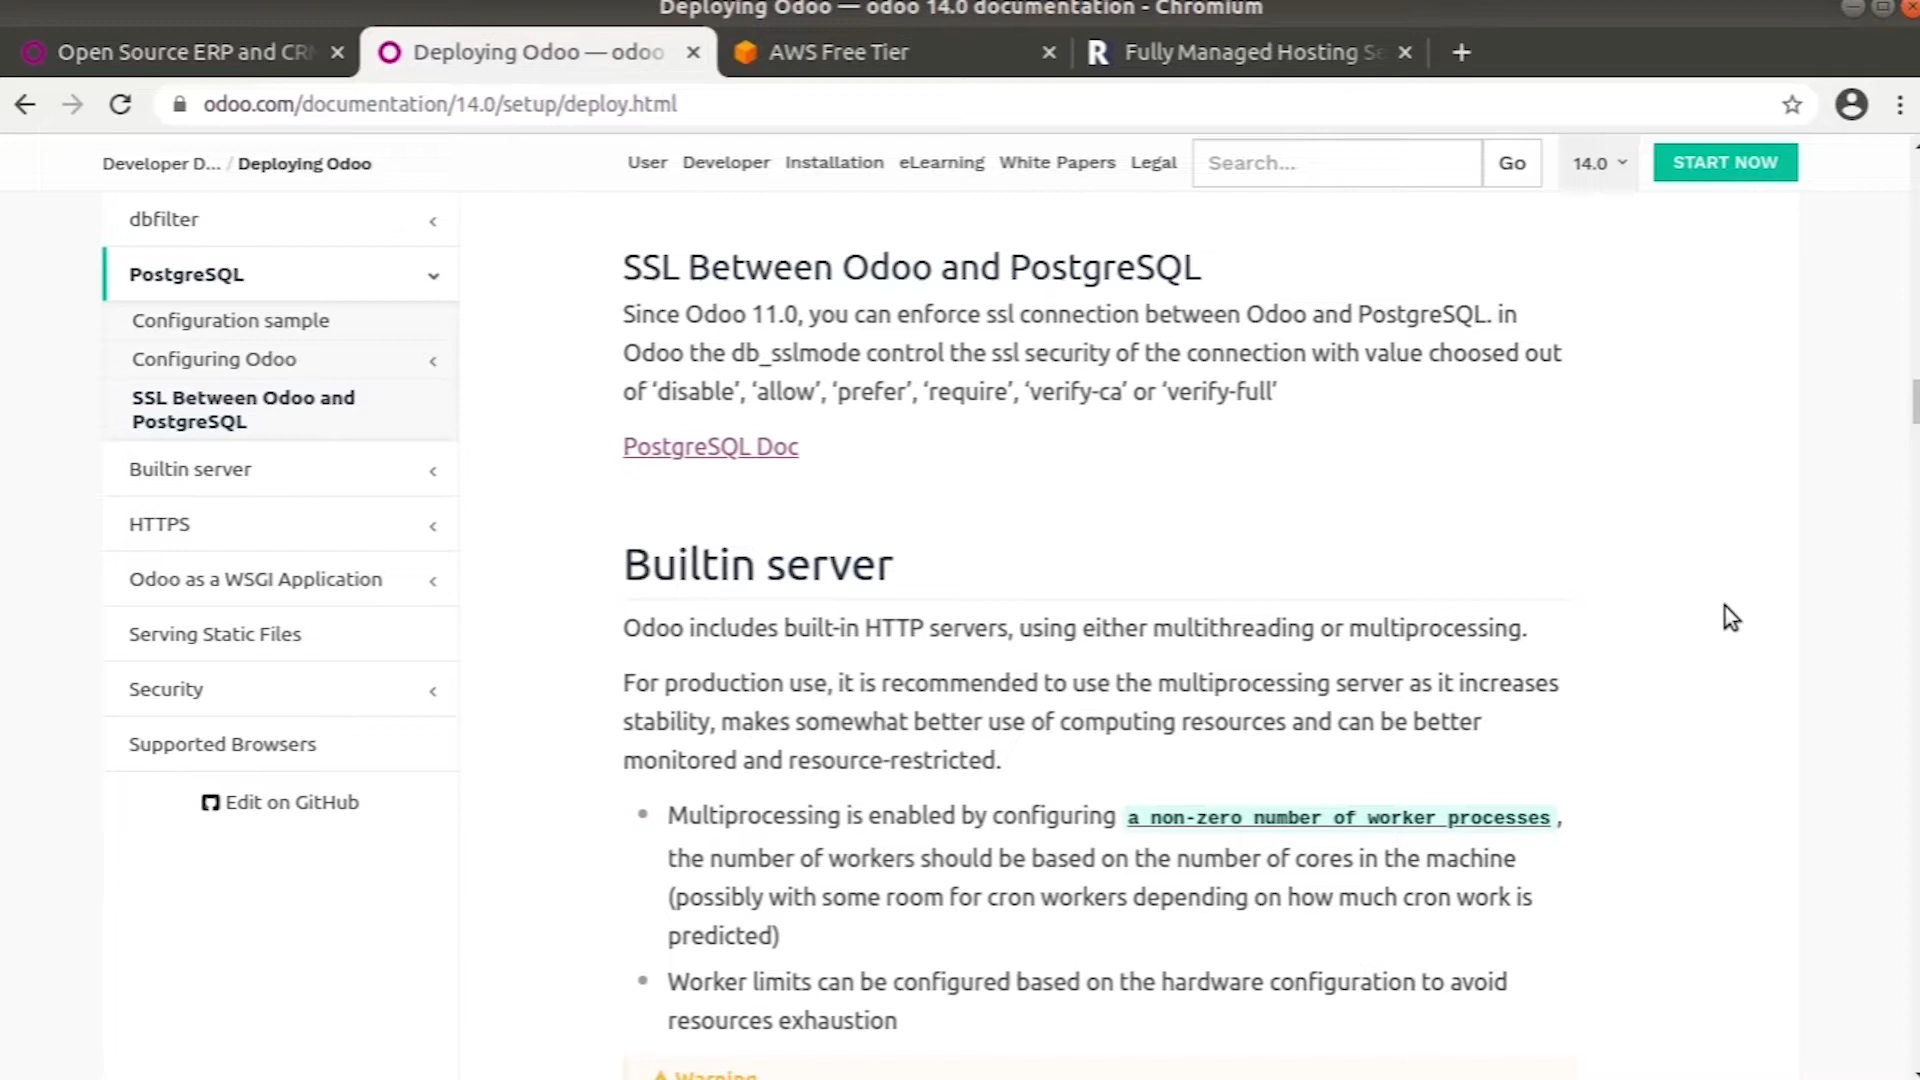 Deploying Odoo — odoo 14.0 documentation - Chromium
Open Source ERP and CRM
Deploying Odoo — odoo
AWS Free Tier
Fully Managed Hosting Se
odoo.com/documentation/14.0/setup/deploy.html
Developer D... / Deploying Odoo
User Developer Installation eLearning White Papers Legal
Search...
Go
14.0
START NOW
dbfilter
PostgreSQL
Configuration sample
Configuring Odoo
SSL Between Odoo and
PostgreSQL
Builtin server
HTTPS
Odoo as a WSGI Application
Serving Static Files
Security
Supported Browsers
Edit on GitHub
SSL Between Odoo and PostgreSQL
Since Odoo 11.0, you can enforce ssl connection between Odoo and PostgreSQL. in
Odoo the db_sslmode control the ssl security of the connection with value choosed out
of ‘disable’, ‘allow’, ‘prefer’, ‘require’, ‘verify-ca’ or ‘verify-full’
PostgreSQL Doc
Builtin server
Odoo includes built-in HTTP servers, using either multithreading or multiprocessing.
For production use, it is recommended to use the multiprocessing server as it increases
stability, makes somewhat better use of computing resources and can be better
monitored and resource-restricted.
• Multiprocessing is enabled by configuring a non-zero number of worker processes,
the number of workers should be based on the number of cores in the machine
(possibly with some room for cron workers depending on how much cron work is
predicted)
• Worker limits can be configured based on the hardware configuration to avoid
resources exhaustion
Warning